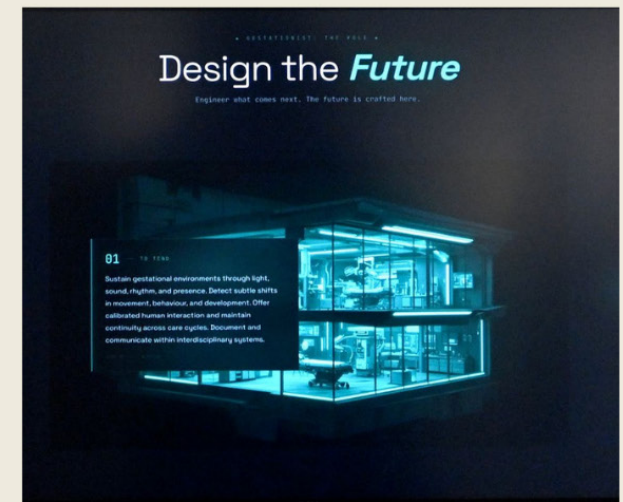 GESTATIONIST: THE ROLE
Design the Future
Engineer what comes next. The future is crafted here.
01 — TO TEND
Sustain gestational environments through light,
sound, rhythm, and presence. Detect subtle shifts
in movement, behaviour, and development. Offer
calibrated human interaction and maintain
continuity across care cycles. Document and
communicate within interdisciplinary systems.